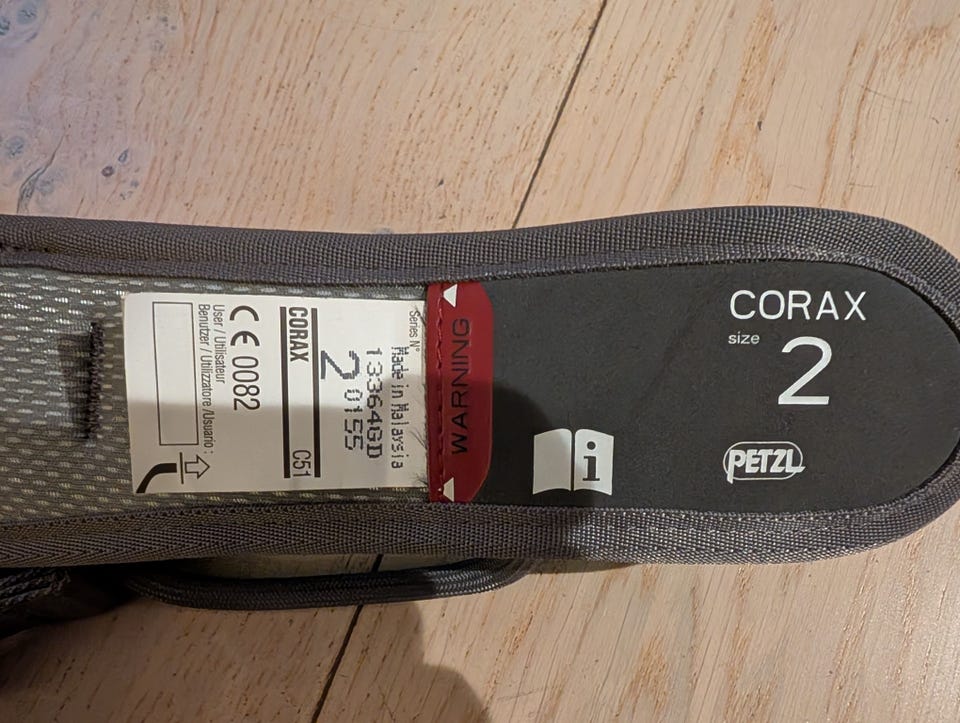 CORAX
size
2
PETZL
i
WARNING
Series N°
Made in Malaysia
13364GD
2 0155
CORAX C51
CE 0082
User / Utilisateur
Benutzer / Utilizzatore /Usuario :